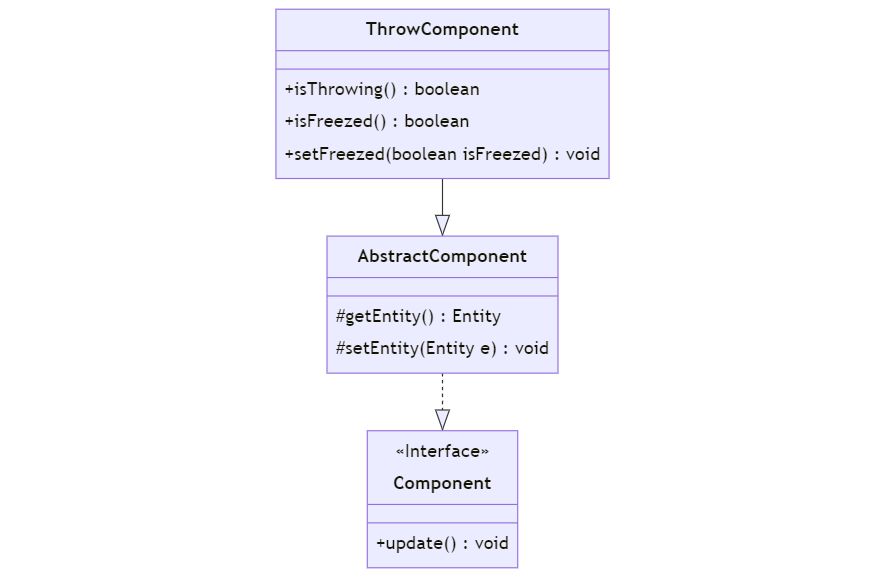 ThrowComponent
+isThrowing() : boolean
+isFreezed() : boolean
+setFreezed(boolean isFreezed) : void
AbstractComponent
#getEntity() : Entity
#setEntity(Entity e) : void
«Interface»
Component
+update() : void